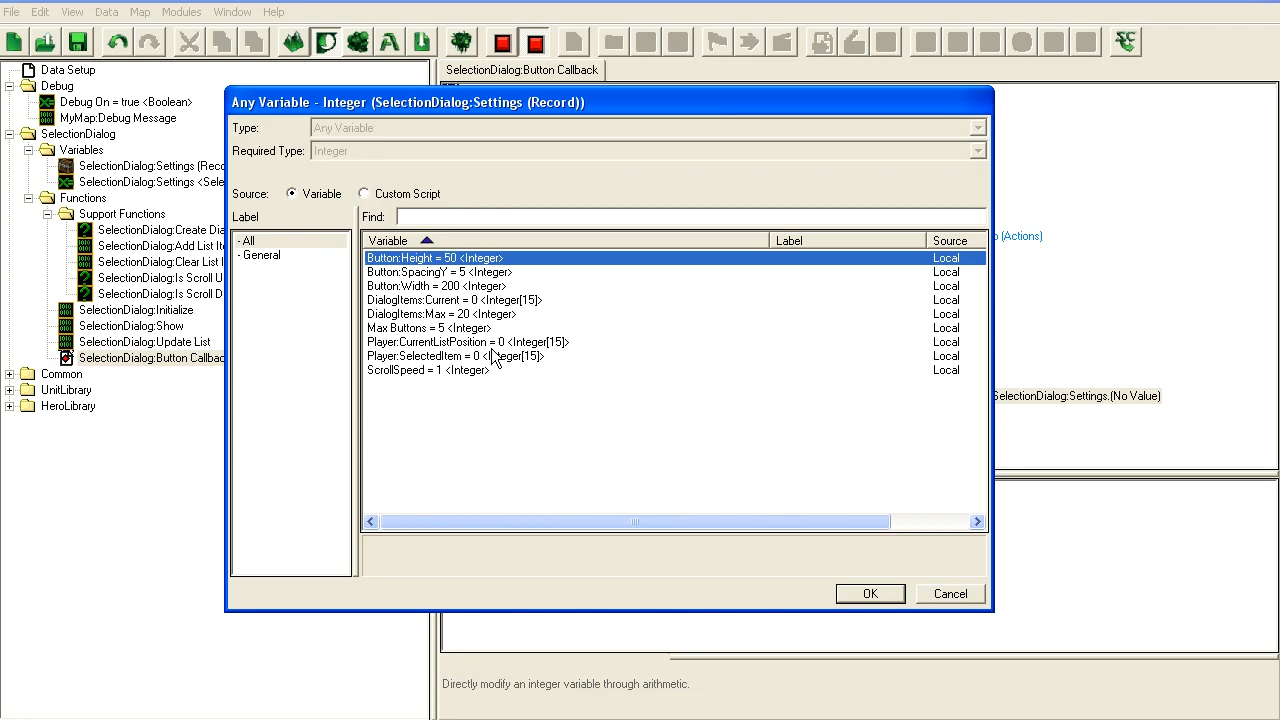 File Edit View Data Map Modules Window Help
Data Setup
Debug
Debug On = true <Boolean>
MyMap:Debug Message
SelectionDialog
Variables
SelectionDialog:Settings (Reco
SelectionDialog:Settings <Sele
Functions
Support Functions
SelectionDialog:Create Dia
SelectionDialog:Add List Ite
SelectionDialog:Clear List I
SelectionDialog:Is Scroll U
SelectionDialog:Is Scroll D
SelectionDialog:Initialize
SelectionDialog:Show
SelectionDialog:Update List
SelectionDialog:Button Callbac
Common
UnitLibrary
HeroLibrary
SelectionDialog:Button Callback
Any Variable - Integer (SelectionDialog:Settings (Record))
Type: Any Variable
Required Type: Integer
Source: Variable Custom Script
Label Find:
- All
- General
Variable Label Source
Button:Height = 50 <Integer> Local
Button:SpacingY = 5 <Integer> Local
Button:Width = 200 <Integer> Local
DialogItems:Current = 0 <Integer[15]> Local
DialogItems:Max = 20 <Integer> Local
Max Buttons = 5 <Integer> Local
Player:CurrentListPosition = 0 <Integer[15]> Local
Player:SelectedItem = 0 <Integer[15]> Local
ScrollSpeed = 1 <Integer> Local
OK Cancel
p (Actions)
SelectionDialog:Settings.(No Value)
Directly modify an integer variable through arithmetic.